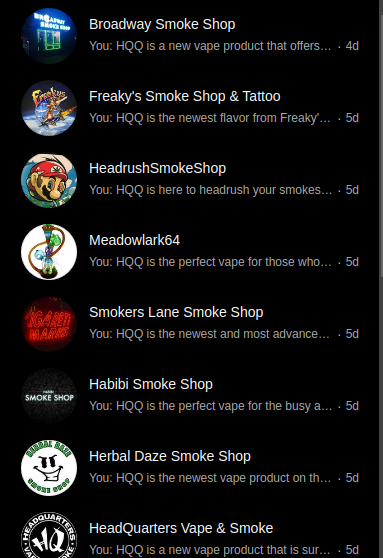 Broadway Smoke Shop
You: HQQ is a new vape product that offers… · 4d
Freaky's Smoke Shop & Tattoo
You: HQQ is the newest flavor from Freaky'… · 5d
HeadrushSmokeShop
You: HQQ is here to headrush your smokes… · 5d
Meadowlark64
You: HQQ is the perfect vape for those who… · 5d
Smokers Lane Smoke Shop
You: HQQ is the newest and most advance… · 5d
HABIBI
SMOKE SHOP
Habibi Smoke Shop
You: HQQ is the perfect vape for the busy a… · 5d
HERBAL DAZE
SMOKE SHOP
Herbal Daze Smoke Shop
You: HQQ is the newest vape product on th… · 5d
HEADQUARTERS
HQ
HeadQuarters Vape & Smoke
You: HQQ is a new vape product that is sur… · 5d